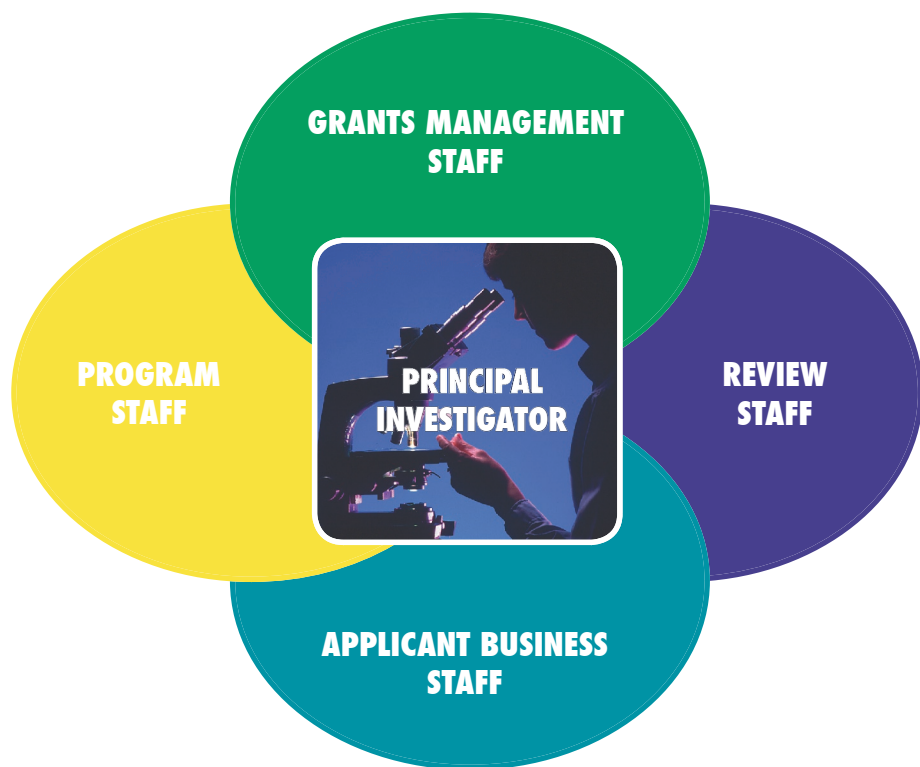 GRANTS MANAGEMENT
STAFF
PROGRAM
STAFF
PRINCIPAL
INVESTIGATOR
REVIEW
STAFF
APPLICANT BUSINESS
STAFF